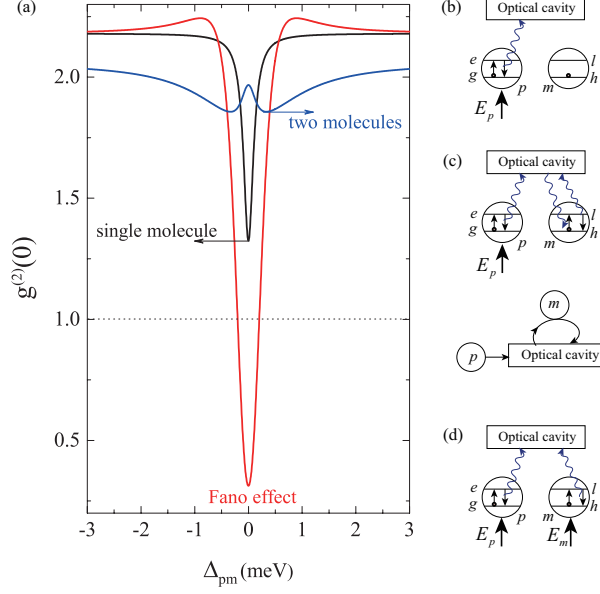 (a)
g(2)(0)
2.0
1.5
1.0
0.5
two molecules
single molecule
Fano effect
-3 -2 -1 0 1 2 3
Δpm (meV)
(b)
Optical cavity
e
g
p
Ep
l
h
m
(c)
Optical cavity
e
g
p
Ep
l
h
m
m
p
Optical cavity
(d)
Optical cavity
e
g
p
Ep
l
h
m
Em